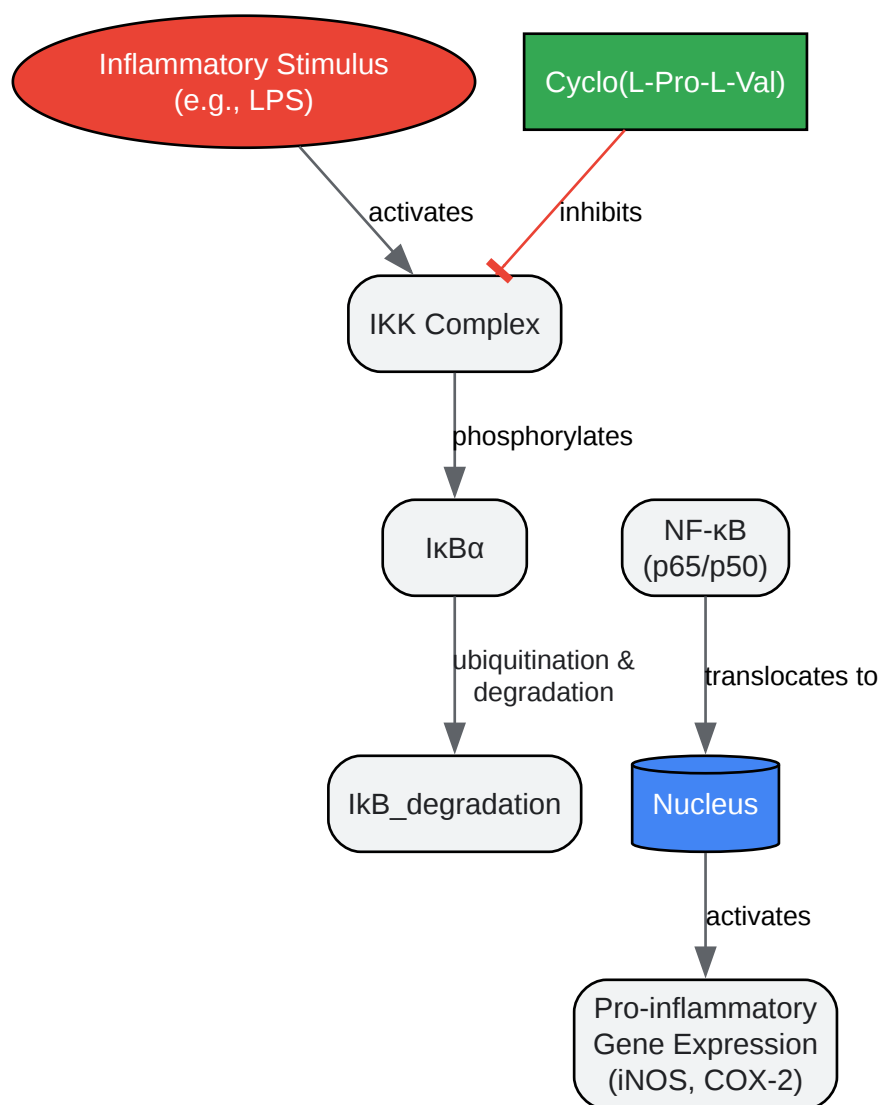 Inflammatory Stimulus
(e.g., LPS)
Cyclo(L-Pro-L-Val)
activates
inhibits
IKK Complex
phosphorylates
IκBα
NF-κB
(p65/p50)
ubiquitination &
degradation
translocates to
IkB_degradation
Nucleus
activates
Pro-inflammatory
Gene Expression
(iNOS, COX-2)